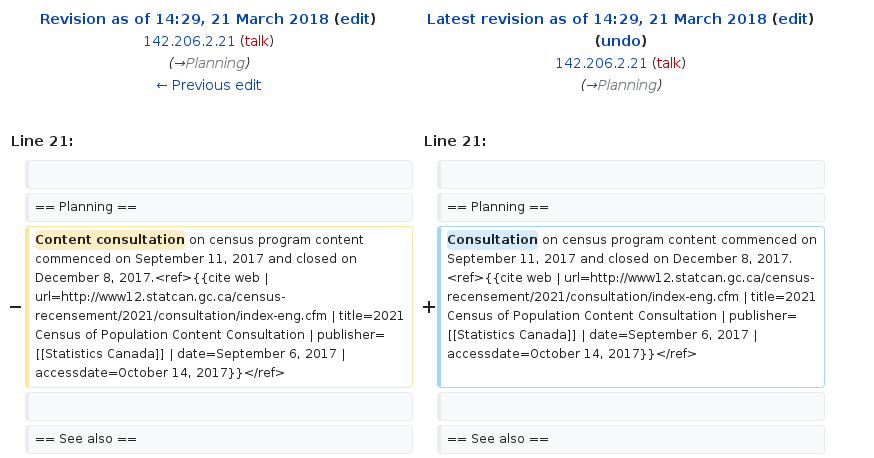 Revision as of 14:29, 21 March 2018 (edit)
142.206.2.21 (talk)
(→Planning)
← Previous edit
Latest revision as of 14:29, 21 March 2018 (edit)
(undo)
142.206.2.21 (talk)
(→Planning)
Line 21:
Line 21:
== Planning ==
== Planning ==
−
Content consultation on census program content
commenced on September 11, 2017 and closed on
December 8, 2017.<ref>{{cite web |
url=http://www12.statcan.gc.ca/census-
recensement/2021/consultation/index-eng.cfm | title=2021
Census of Population Content Consultation | publisher=
[[Statistics Canada]] | date=September 6, 2017 |
accessdate=October 14, 2017}}</ref>
+
Consultation on census program content commenced on
September 11, 2017 and closed on December 8, 2017.
<ref>{{cite web | url=http://www12.statcan.gc.ca/census-
recensement/2021/consultation/index-eng.cfm | title=2021
Census of Population Content Consultation | publisher=
[[Statistics Canada]] | date=September 6, 2017 |
accessdate=October 14, 2017}}</ref>
== See also ==
== See also ==